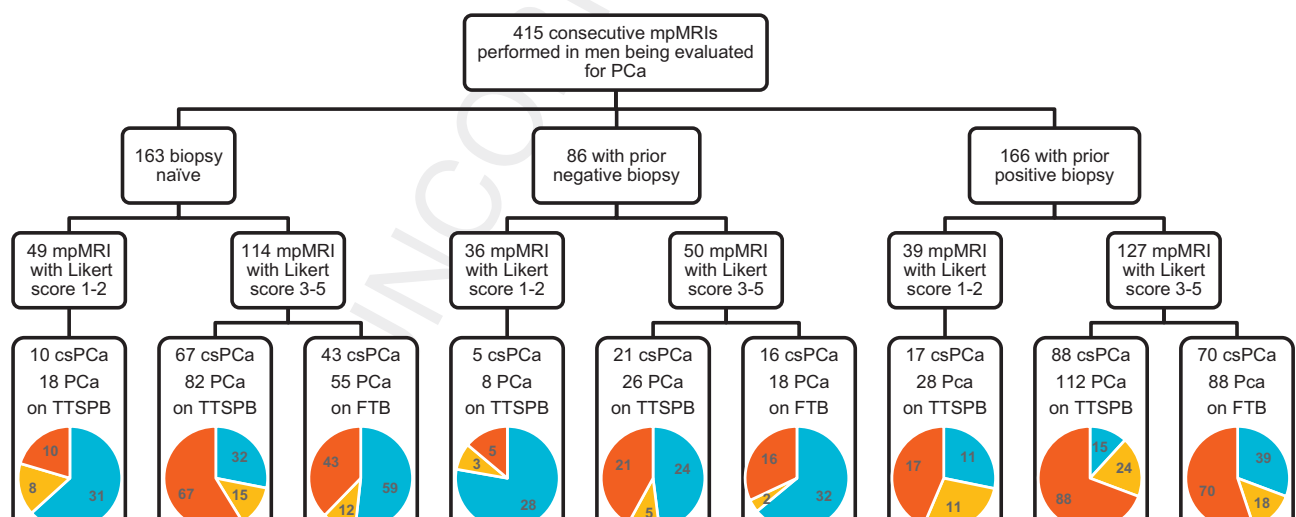 415 consecutive mpMRIs
performed in men being evaluated
for PCa
163 biopsy
naïve
86 with prior
negative biopsy
166 with prior
positive biopsy
49 mpMRI
with Likert
score 1-2
114 mpMRI
with Likert
score 3-5
36 mpMRI
with Likert
score 1-2
50 mpMRI
with Likert
score 3-5
39 mpMRI
with Likert
score 1-2
127 mpMRI
with Likert
score 3-5
10 csPCa
18 PCa
on TTSPB
10
8
31
67 csPCa
82 PCa
on TTSPB
32
15
67
43 csPCa
55 PCa
on FTB
43
12
59
5 csPCa
8 PCa
on TTSPB
5
3
28
21 csPCa
26 PCa
on TTSPB
21
24
5
16 csPCa
18 PCa
on FTB
16
2
32
17 csPCa
28 Pca
on TTSPB
17
11
11
88 csPCa
112 PCa
on TTSPB
15
24
88
70 csPCa
88 Pca
on FTB
39
70
18